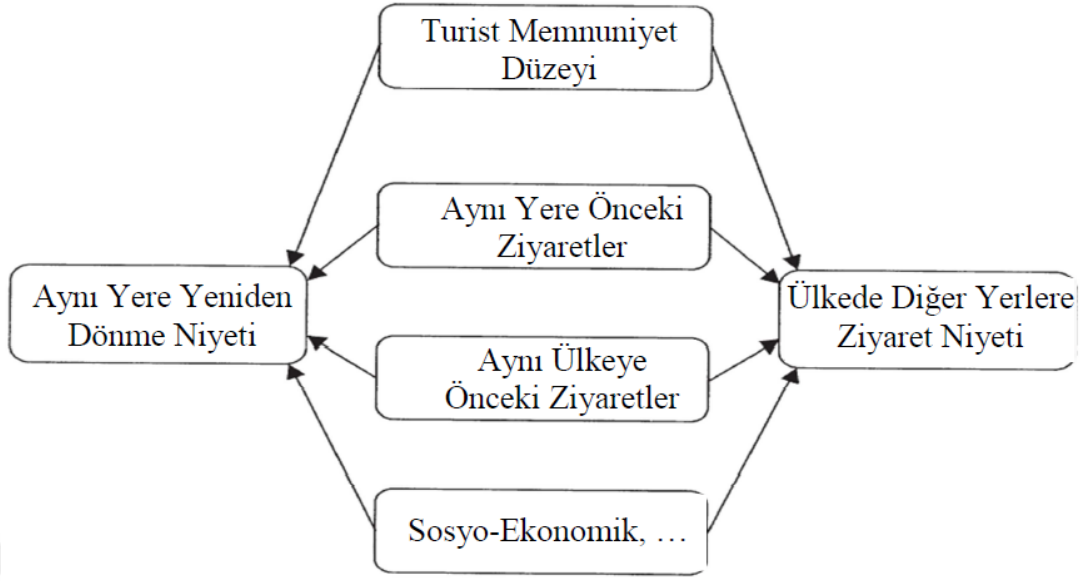 Turist Memnuniyet
Düzeyi
Aynı Yere Önceki
Ziyaretler
Aynı Yere Yeniden
Dönme Niyeti
Ülkede Diğer Yerlere
Ziyaret Niyeti
Aynı Ülkeye
Önceki Ziyaretler
Sosyo-Ekonomik, …